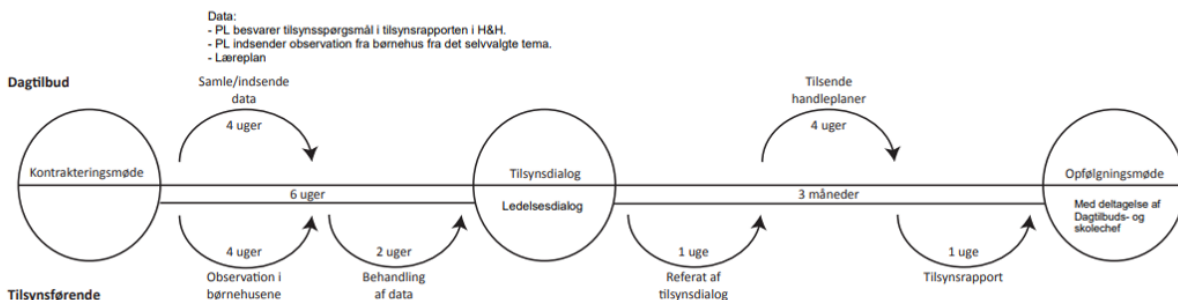 Data:
- PL besvarer tilsynsspørgsmål i tilsynsrapporten i H&H.
- PL indsender observation fra børnehus fra det selvvalgte tema.
- Læreplan
Dagtilbud
Samle/indsende
data
4 uger
Tilsende
handleplaner
4 uger
Kontrakteringsmøde
Tilsynsdialog
Opfølgningsmøde
6 uger
3 måneder
Ledelsesdialog
Med deltagelse af
Dagtilbuds- og
skolechef
4 uger
Observation i
børnehusene
2 uger
Behandling
af data
1 uge
Referat af
tilsynsdialog
1 uge
Tilsynsrapport
Tilsynsførende